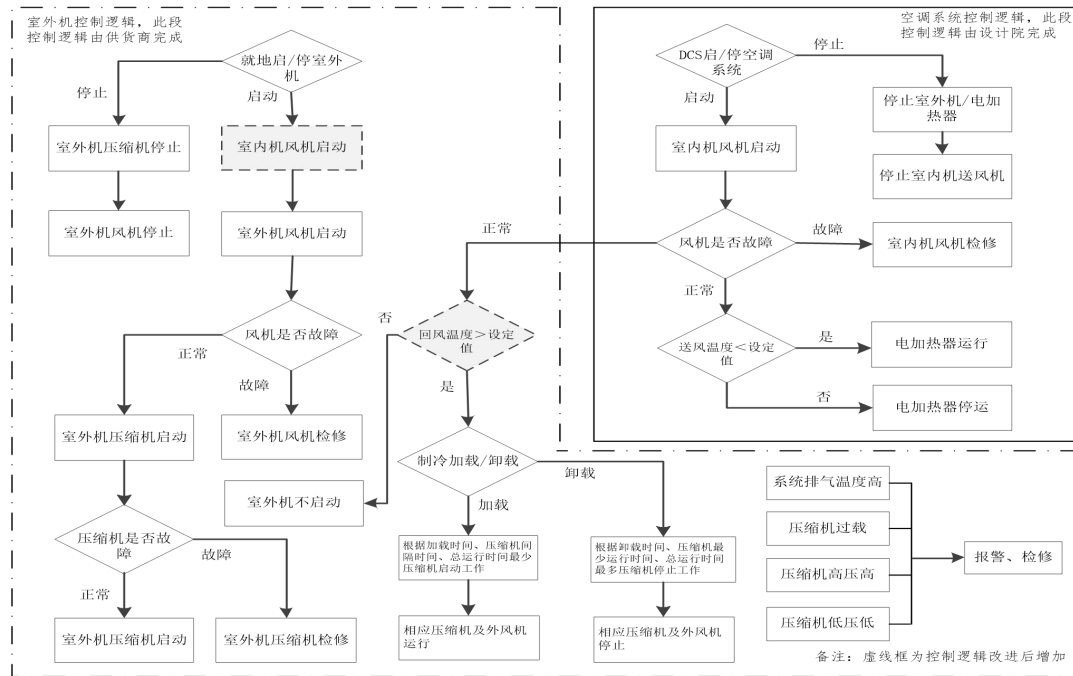 室外机控制逻辑，此段
控制逻辑由供货商完成
就地启/停室外
机
停止
启动
室外机压缩机停止
室内机风机启动
室外机风机停止
室外机风机启动
风机是否故障
正常
故障
室外机压缩机启动
室外机风机检修
室外机不启动
压缩机是否故
障
故障
正常
室外机压缩机启动
室外机压缩机检修
正常
回风温度＞设定
值
否
是
制冷加载/卸载
卸载
加载
根据加载时间、压缩机间
隔时间、总运行时间最少
压缩机启动工作
根据卸载时间、压缩机最
少运行时间、总运行时间
最多压缩机停止工作
相应压缩机及外风机
运行
相应压缩机及外风机
停止
空调系统控制逻辑，此段
控制逻辑由设计院完成
DCS启/停空调
系统
停止
启动
停止室外机/电加
热器
室内机风机启动
停止室内机送风机
风机是否故障
故障
室内机风机检修
正常
送风温度＜设定
值
是
电加热器运行
否
电加热器停运
系统排气温度高
压缩机过载
压缩机高压高
压缩机低压低
报警、检修
备注：虚线框为控制逻辑改进后增加